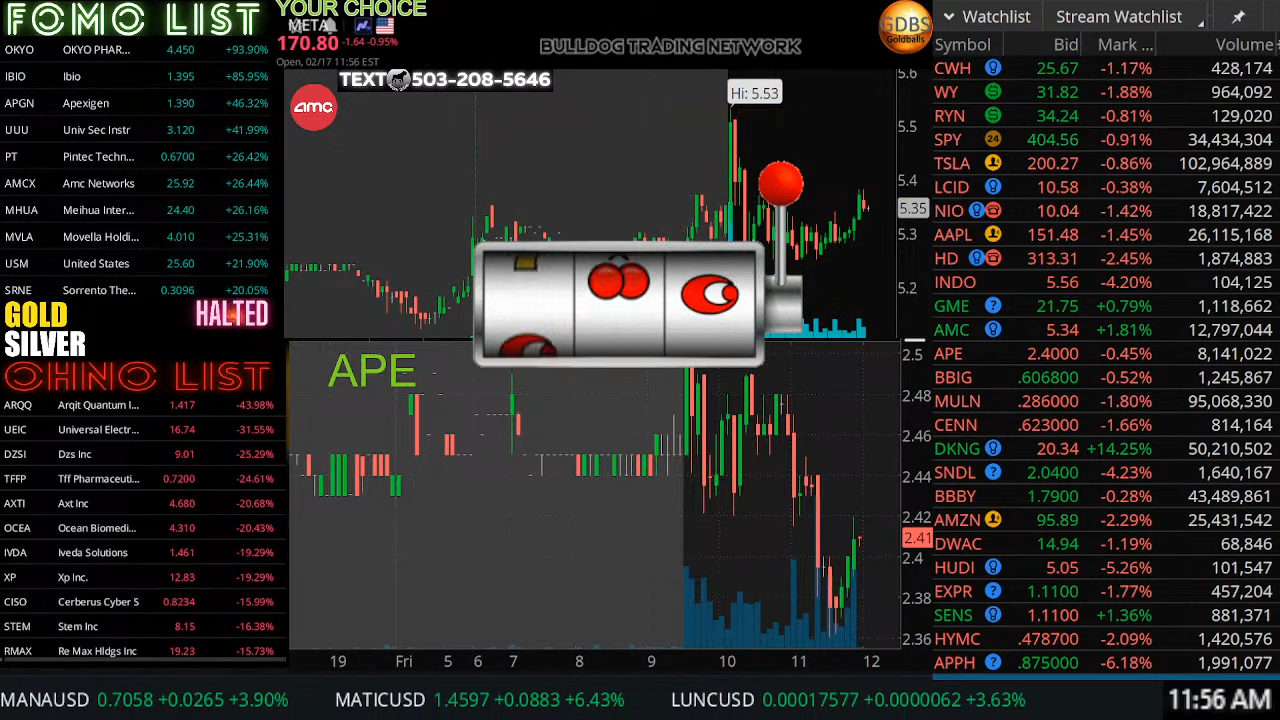 FOMO LIST
OKYO OKYO PHAR... 4.450 +93.90%
IBIO Ibio 1.395 +85.95%
APGN Apexigen 1.390 +46.32%
UUU Univ Sec Instr 3.120 +41.99%
PT Pintec Techn... 0.6700 +26.42%
AMCX Amc Networks 25.92 +26.44%
MHUA Meihua Inter... 24.40 +26.16%
MVLA Movella Holdi... 4.010 +25.31%
USM United States 25.60 +21.90%
SRNE Sorrento The... 0.3096 +20.05%
GOLD
SILVER
HALTED
OHNO LIST
ARQQ Arqit Quantum I... 1.417 -43.98%
UEIC Universal Electr... 16.74 -31.55%
DZSI Dzs Inc 9.01 -25.29%
TFFP Tff Pharmaceuti... 0.7200 -24.61%
AXTI Axt Inc 4.680 -20.68%
OCEA Ocean Biomedi... 4.310 -20.43%
IVDA Iveda Solutions 1.461 -19.29%
XP Xp Inc. 12.83 -19.29%
CISO Cerberus Cyber S 0.8234 -15.99%
STEM Stem Inc 8.15 -16.38%
RMAX Re Max Hldgs Inc 19.23 -15.73%
YOUR CHOICE
META
170.80 -1.64 -0.95%
Open, 02/17 11:56 EST
BULLDOG TRADING NETWORK
GDBS
Goldballs
TEXT 503-208-5646
amc
Hi: 5.53
5.6
5.5
5.4
5.35
5.3
5.2
APE
2.5
2.48
2.46
2.44
2.42
2.41
2.4
2.38
2.36
19 Fri 5 6 7 8 9 10 11 12
Watchlist Stream Watchlist
Symbol Bid Mark ... Volume
CWH 25.67 -1.17% 428,174
WY 31.82 -1.88% 964,092
RYN 34.24 -0.81% 129,020
SPY 24 404.56 -0.91% 34,434,304
TSLA 200.27 -0.86% 102,964,889
LCID 10.58 -0.38% 7,604,512
NIO 10.04 -1.42% 18,817,422
AAPL 151.48 -1.45% 26,115,168
HD 313.31 -2.45% 1,874,883
INDO 5.56 -4.20% 104,125
GME ? 21.75 +0.79% 1,118,662
AMC 5.34 +1.81% 12,797,044
APE 2.4000 -0.45% 8,141,022
BBIG .606800 -0.52% 1,245,867
MULN .286000 -1.80% 95,068,330
CENN .623000 -1.66% 814,164
DKNG 20.34 +14.25% 50,210,502
SNDL ? 2.0400 -4.23% 1,640,167
BBBY 1.7900 -0.28% 43,489,861
AMZN 95.89 -2.29% 25,431,542
DWAC 14.94 -1.19% 68,846
HUDI 5.05 -5.26% 101,547
EXPR ? 1.1100 -1.77% 457,204
SENS 1.1100 +1.36% 881,371
HYMC .478700 -2.09% 1,420,576
APPH ? .875000 -6.18% 1,991,077
MANAUSD 0.7058 +0.0265 +3.90% MATICUSD 1.4597 +0.0883 +6.43% LUNCUSD 0.00017577 +0.0000062 +3.63%
11:56 AM